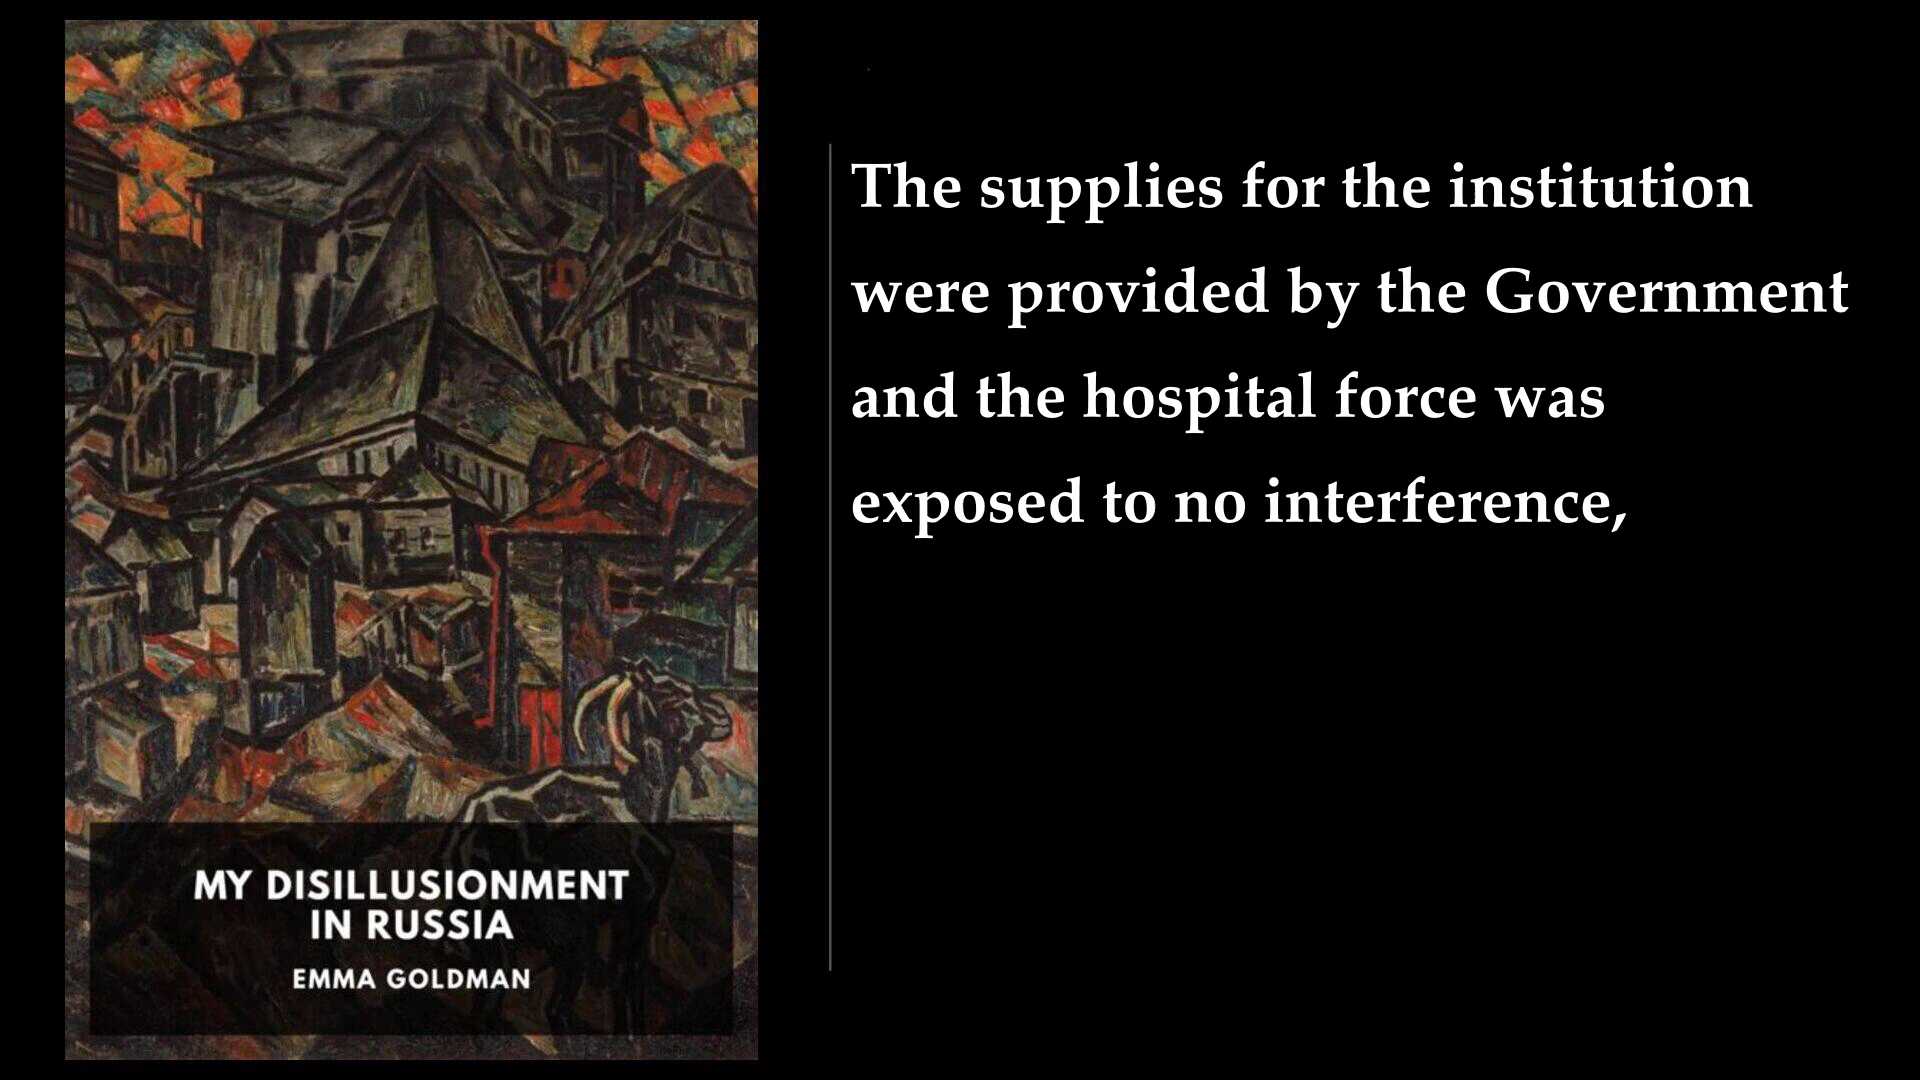 The supplies for the institution
were provided by the Government
and the hospital force was
exposed to no interference,
MY DISILLUSIONMENT
IN RUSSIA
EMMA GOLDMAN